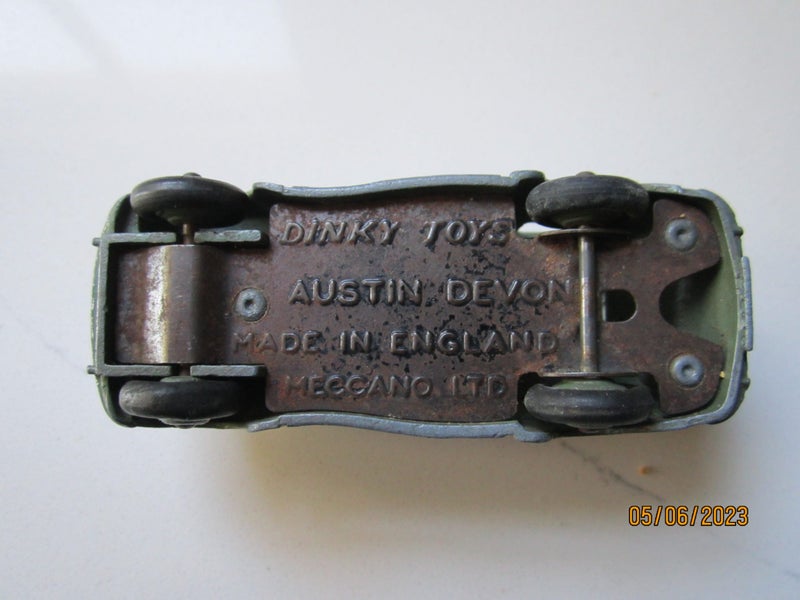 DINKY TOYS
AUSTIN DEVON
MADE IN ENGLAND
MECCANO LTD
05/06/2023